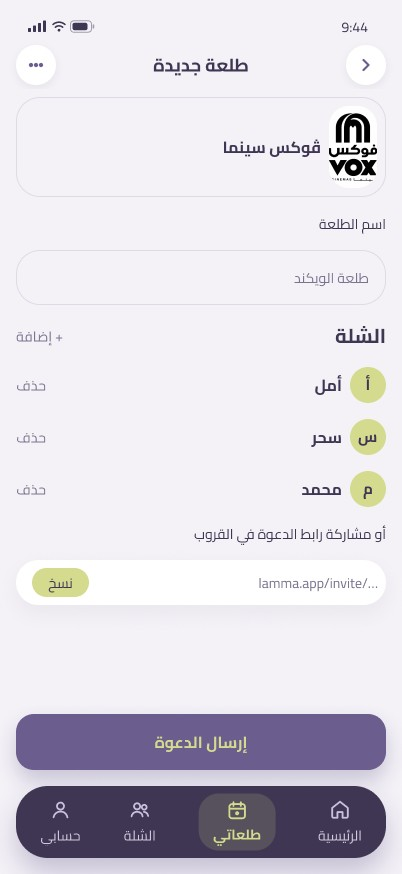 9:44
طلعة جديدة
فوكس
VOX
ڤوكس سينما
اسم الطلعة
طلعة الويكند
الشلة
+ إضافة
أ
أمل
حذف
س
سحر
حذف
م
محمد
حذف
أو مشاركة رابط الدعوة في القروب
lamma.app/invite/...
نسخ
إرسال الدعوة
الرئيسية
طلعاتي
الشلة
حسابي